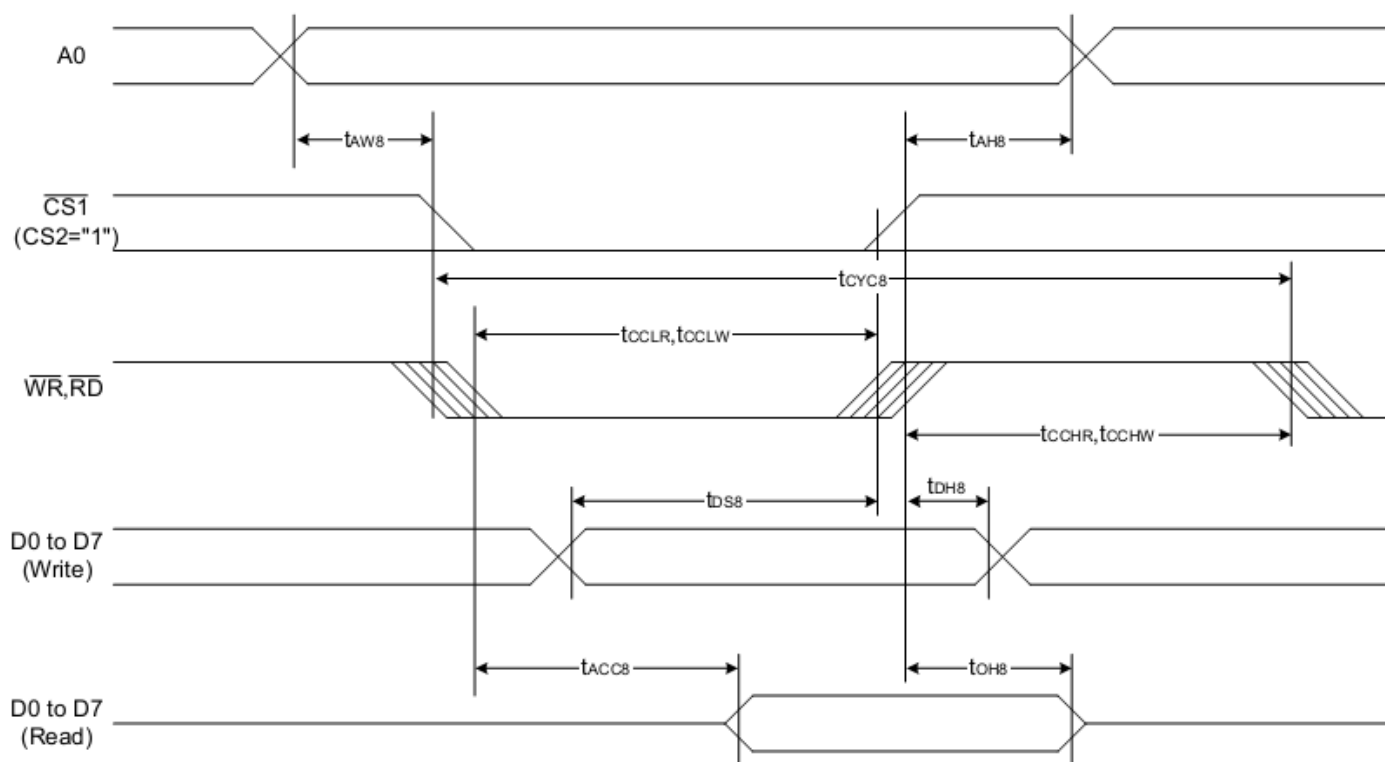 A0
tAW8
tAH8
CS1
(CS2="1")
tCYC8
tCCLR,tCCLW
WR,RD
tCCHR,tCCHW
tDS8
tDH8
D0 to D7
(Write)
tACC8
tOH8
D0 to D7
(Read)